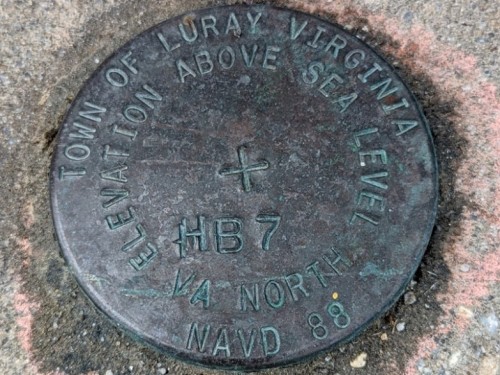 TOWN OF LURAY VIRGINIA
ELEVATION ABOVE SEA LEVEL
HB7
VA NORTH
NAVD 88